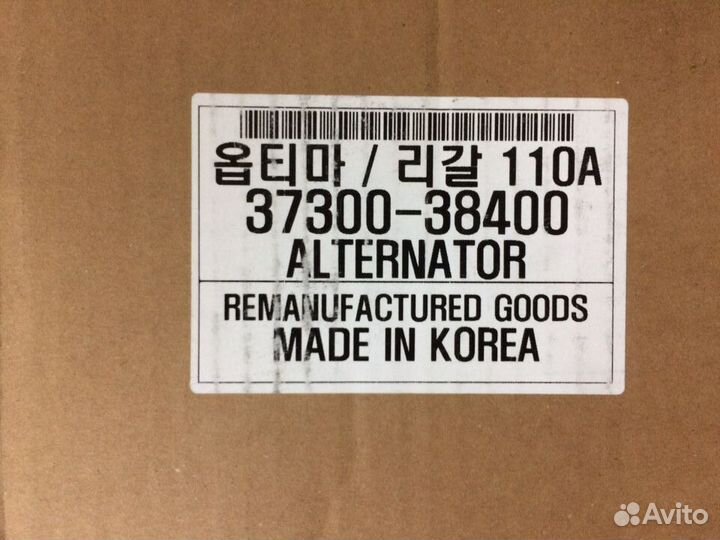 옵티마 / 리갈 110A
37300-38400
ALTERNATOR
REMANUFACTURED GOODS
MADE IN KOREA
Avito